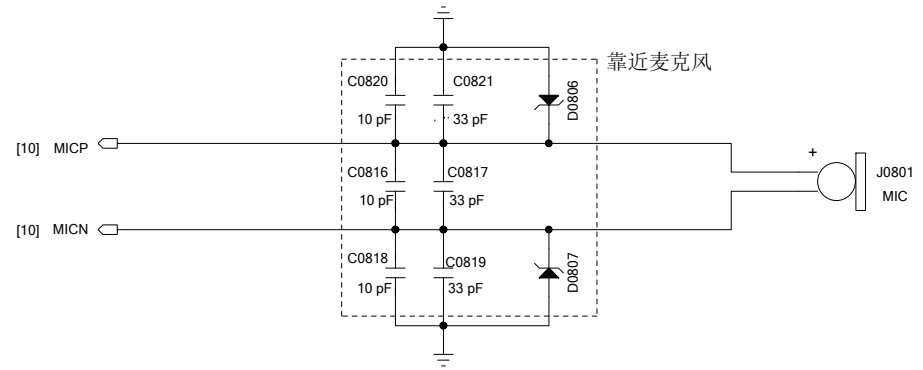 靠近麦克风
C0820
C0821
D0806
10 pF
33 pF
[10] MICP
+
C0816
C0817
J0801
MIC
10 pF
33 pF
[10] MICN
C0818
C0819
D0807
10 pF
33 pF